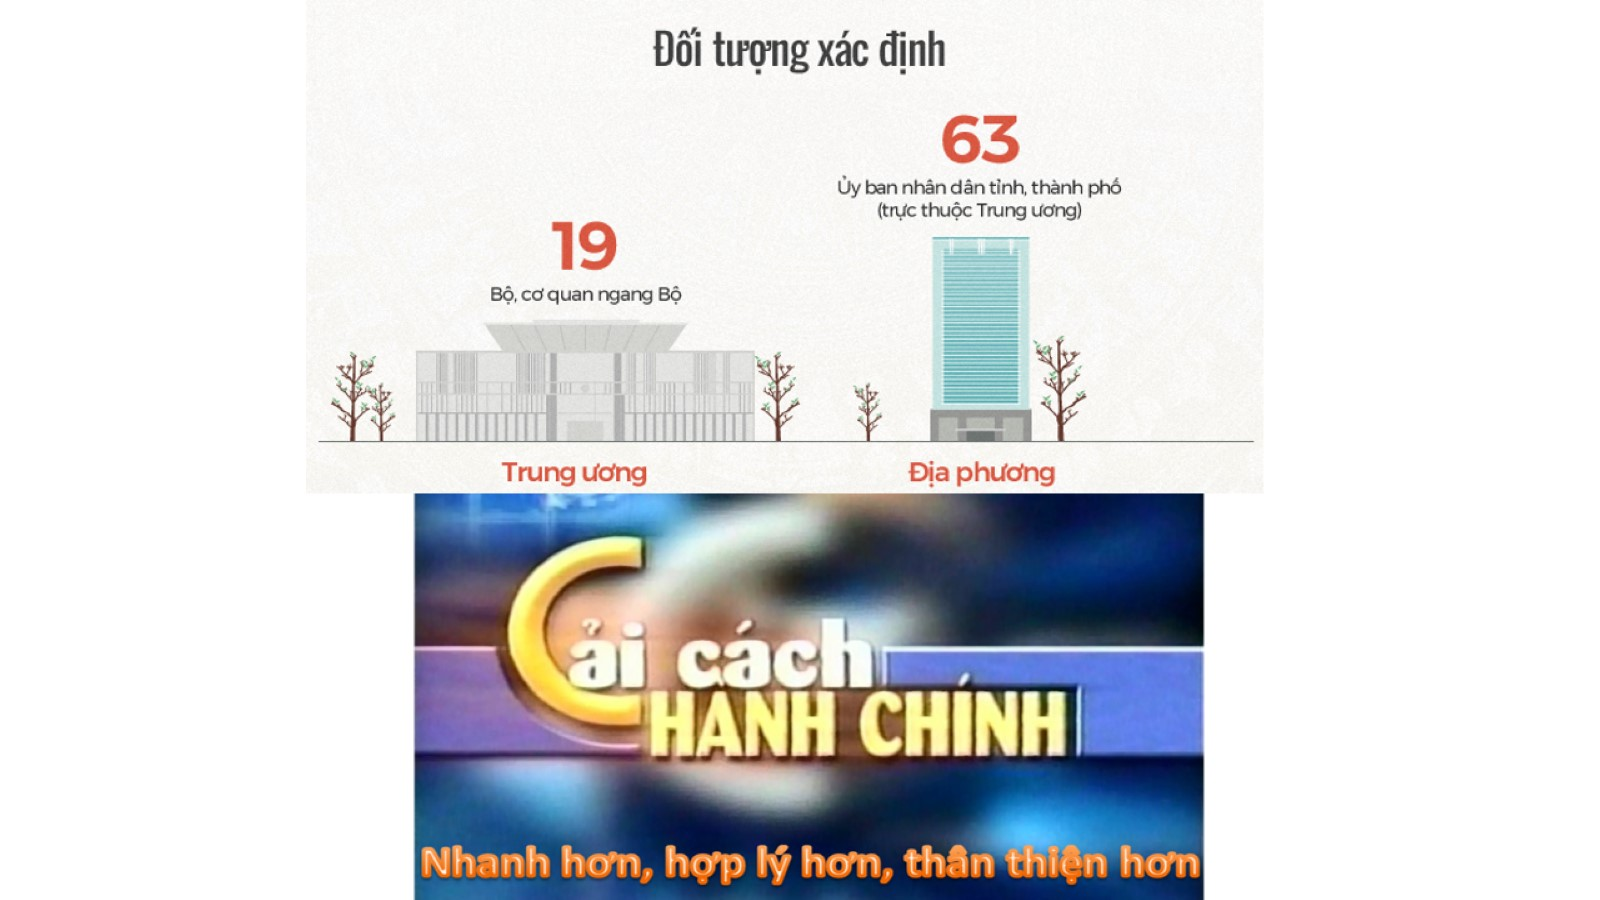 Đối tượng xác định
63
Ủy ban nhân dân tỉnh, thành phố
(trực thuộc Trung ương)
19
Bộ, cơ quan ngang Bộ
Trung ương
Địa phương
Cải cách
HÀNH CHÍNH
Nhanh hơn, hợp lý hơn, thân thiện hơn